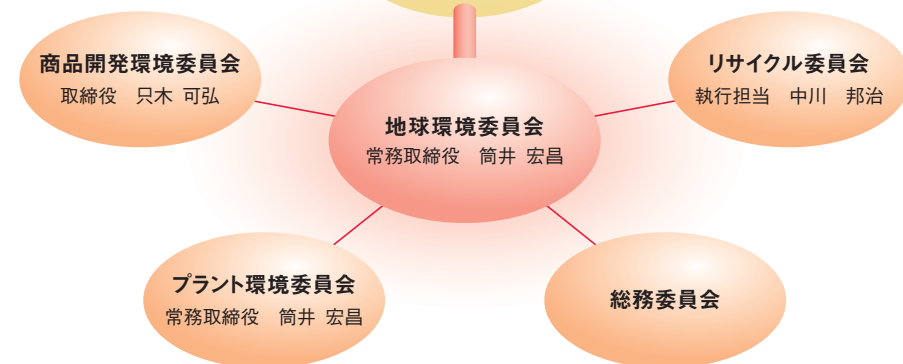 商品開発環境委員会
取締役　只木 可弘
リサイクル委員会
執行担当　中川　邦治
地球環境委員会
常務取締役　筒井 宏昌
プラント環境委員会
常務取締役　筒井 宏昌
総務委員会